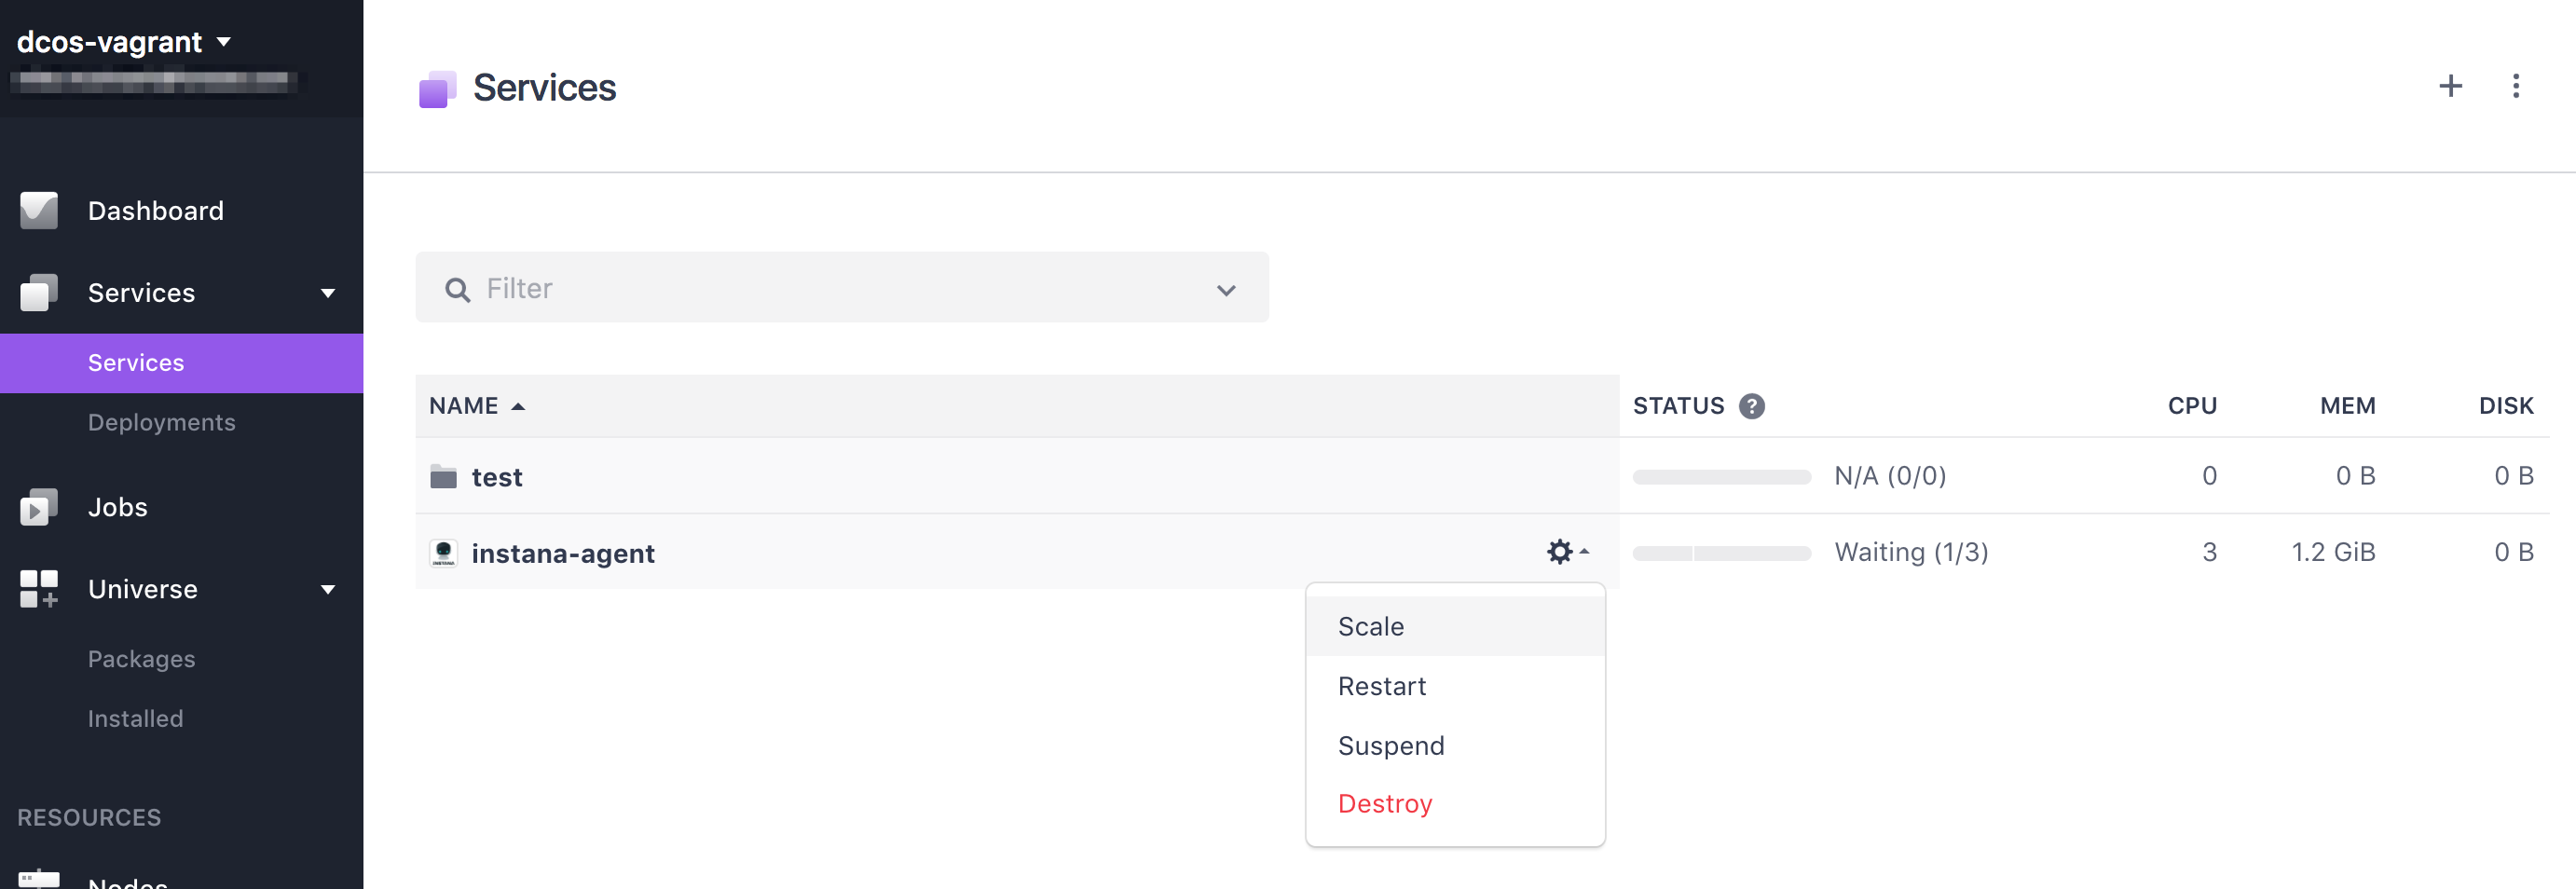 dcos-vagrant
Dashboard
Services
Services
Deployments
Jobs
Universe
Packages
Installed
RESOURCES
Nodes
Services
Filter
NAME STATUS ? CPU MEM DISK
test N/A (0/0) 0 0 B 0 B
instana-agent Waiting (1/3) 3 1.2 GiB 0 B
Scale
Restart
Suspend
Destroy